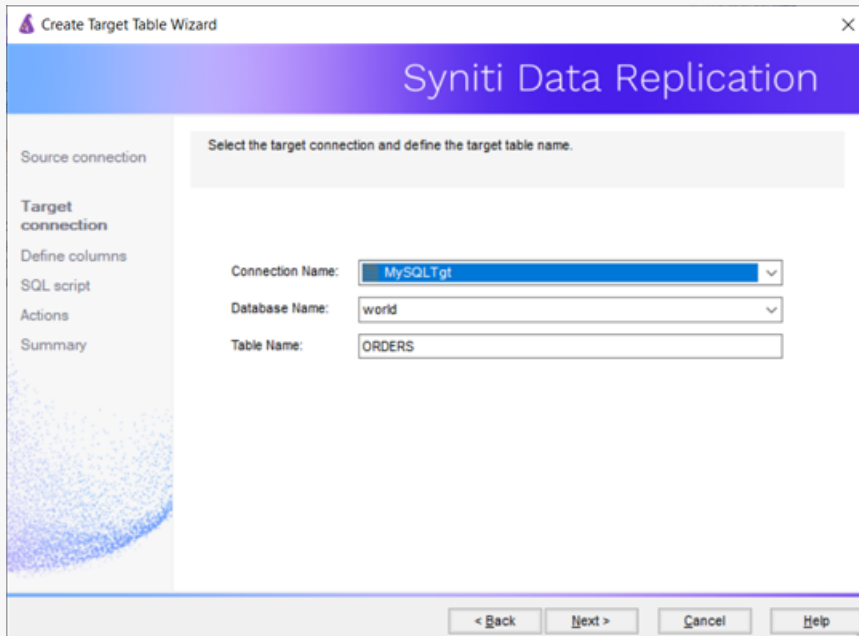 Create Target Table Wizard
Syniti Data Replication
Source connection
Target
connection
Define columns
SQL script
Actions
Summary
Select the target connection and define the target table name.
Connection Name: MySQLTgt
Database Name: world
Table Name: ORDERS
< Back Next > Cancel Help